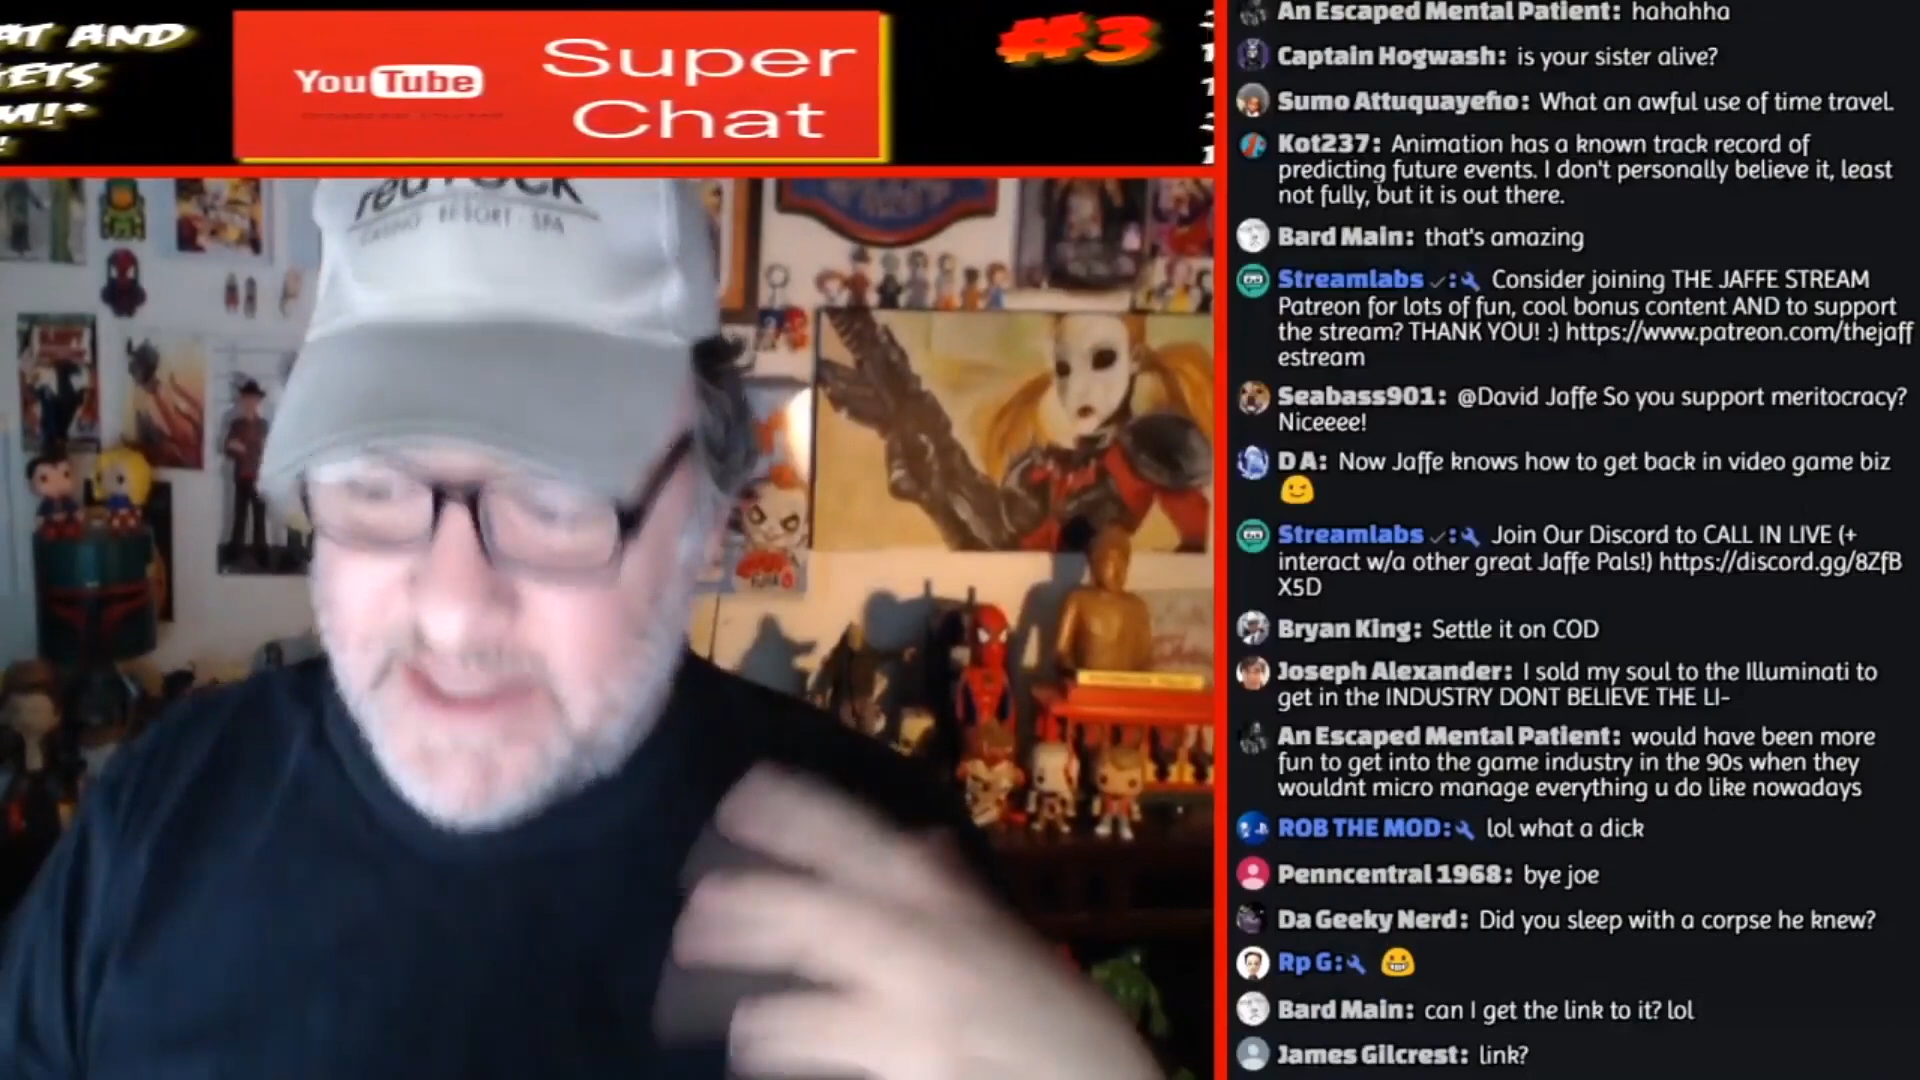 AT AND
You Tube
Super
Chat
#3
red rock
CASINO · RESORT · SPA
An Escaped Mental Patient: hahahha
Captain Hogwash: is your sister alive?
Sumo Attuquayefio: What an awful use of time travel.
Kot237: Animation has a known track record of
predicting future events. I don't personally believe it, least
not fully, but it is out there.
Bard Main: that's amazing
Streamlabs ✓: Consider joining THE JAFFE STREAM
Patreon for lots of fun, cool bonus content AND to support
the stream? THANK YOU! :) https://www.patreon.com/thejaff
estream
Seabass901: @David Jaffe So you support meritocracy?
Niceeee!
D A: Now Jaffe knows how to get back in video game biz
😉
Streamlabs ✓: Join Our Discord to CALL IN LIVE (+
interact w/a other great Jaffe Pals!) https://discord.gg/8ZfB
X5D
Bryan King: Settle it on COD
Joseph Alexander: I sold my soul to the Illuminati to
get in the INDUSTRY DONT BELIEVE THE LI-
An Escaped Mental Patient: would have been more
fun to get into the game industry in the 90s when they
wouldnt micro manage everything u do like nowadays
ROB THE MOD: lol what a dick
Penncentral 1968: bye joe
Da Geeky Nerd: Did you sleep with a corpse he knew?
Rp G: 😀
Bard Main: can I get the link to it? lol
James Gilcrest: link?